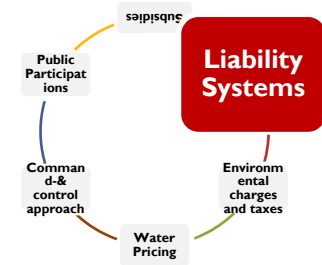 Subsidies
Liability
Systems
Public
Participat
ions
Comman
d-&
control
approach
Environm
ental
charges
and taxes
Water
Pricing